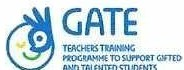 GATE
TEACHERS TRAINING
PROGRAMME TO SUPPORT GIFTED
AND TALENTED STUDENTS